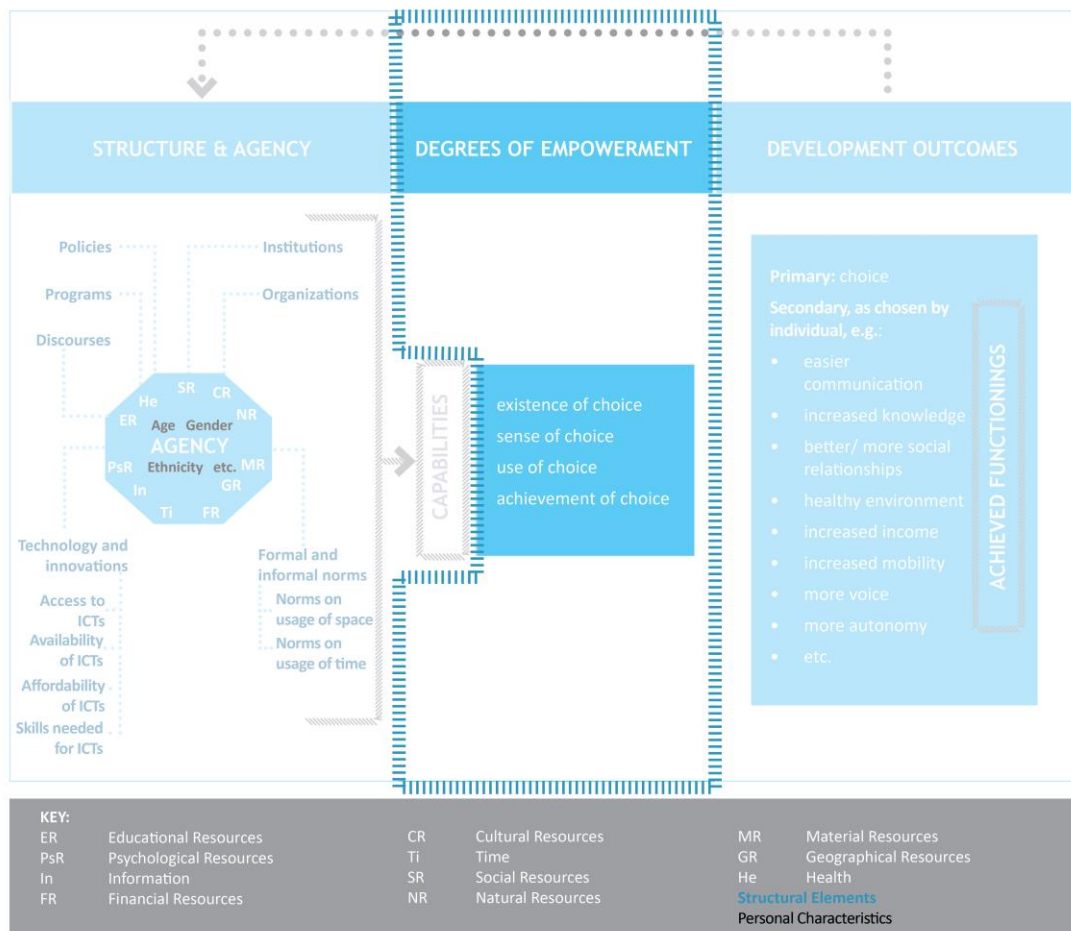 STRUCTURE & AGENCY
DEGREES OF EMPOWERMENT
DEVELOPMENT OUTCOMES
Policies
Institutions
Programs
Organizations
Discourses
He
SR
CR
ER
NR
Age Gender
AGENCY
Ethnicity etc.
PsR
MR
In
GR
Ti
FR
Technology and
innovations
Access to
ICTs
Availability
of ICTs
Affordability
of ICTs
Skills needed
for ICTs
Formal and
informal norms
Norms on
usage of space
Norms on
usage of time
CAPABILITIES
existence of choice
sense of choice
use of choice
achievement of choice
Primary: choice
Secondary, as chosen by
individual, e.g.:
• easier
communication
• increased knowledge
• better/ more social
relationships
• healthy environment
• increased income
• increased mobility
• more voice
• more autonomy
• etc.
ACHIEVED FUNCTIONINGS
KEY:
ER Educational Resources
PsR Psychological Resources
In Information
FR Financial Resources
CR Cultural Resources
Ti Time
SR Social Resources
NR Natural Resources
MR Material Resources
GR Geographical Resources
He Health
Structural Elements
Personal Characteristics